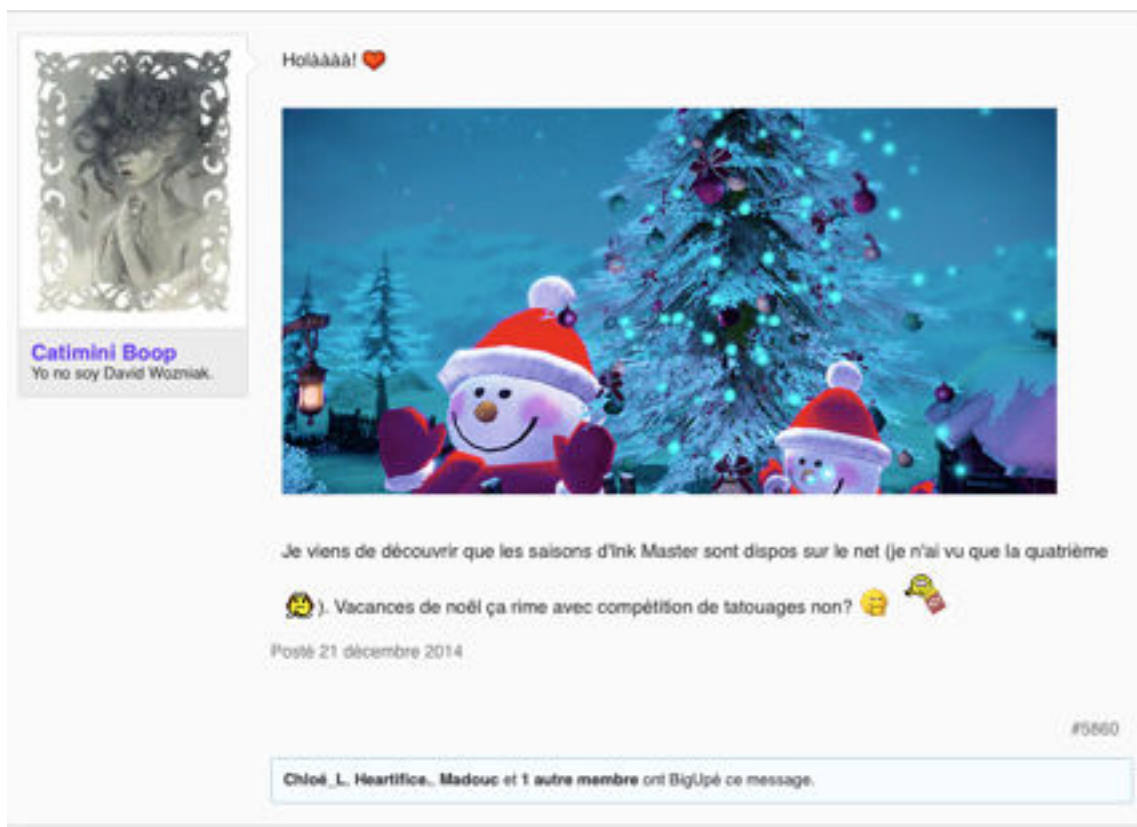 Holàààà!
Catimini Boop
Yo no soy David Wozniak.
Je viens de découvrir que les saisons d'Ink Master sont dispos sur le net (je n'ai vu que la quatrième
). Vacances de noël ça rime avec compétition de tatouages non?
Posté 21 décembre 2014
#5860
Chloé_L, Heartifice., Madouc et 1 autre membre ont BigUpé ce message.